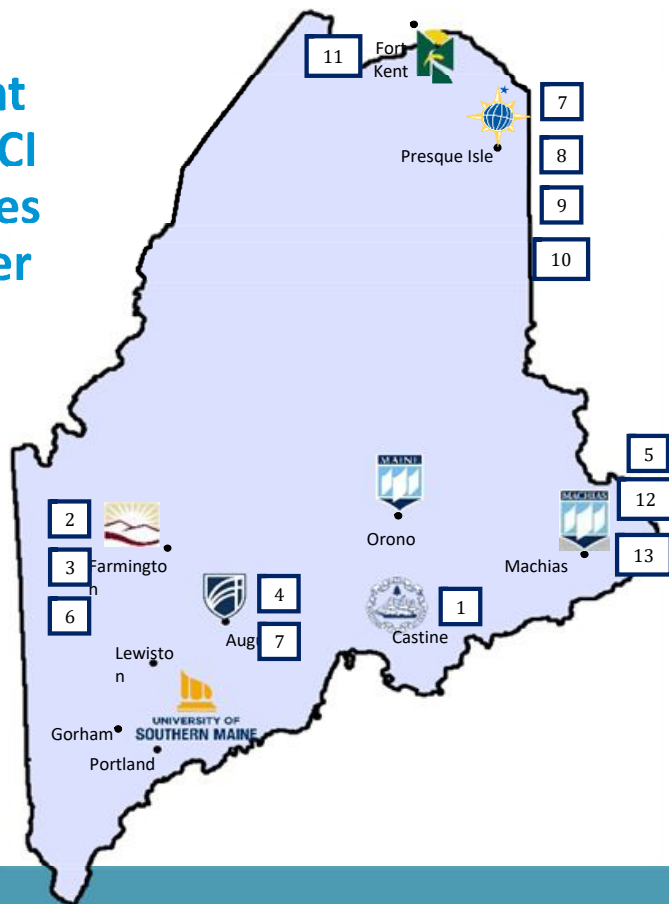 nt
CI
es
er
11
Fort
Kent
7
Presque Isle
8
9
10
5
MAINE
MACHIAS
12
2
Orono
Machias
13
3
Farmingto
n
6
4
1
Augu
7
Castine
Lewisto
n
UNIVERSITY OF
SOUTHERN MAINE
Gorham
Portland